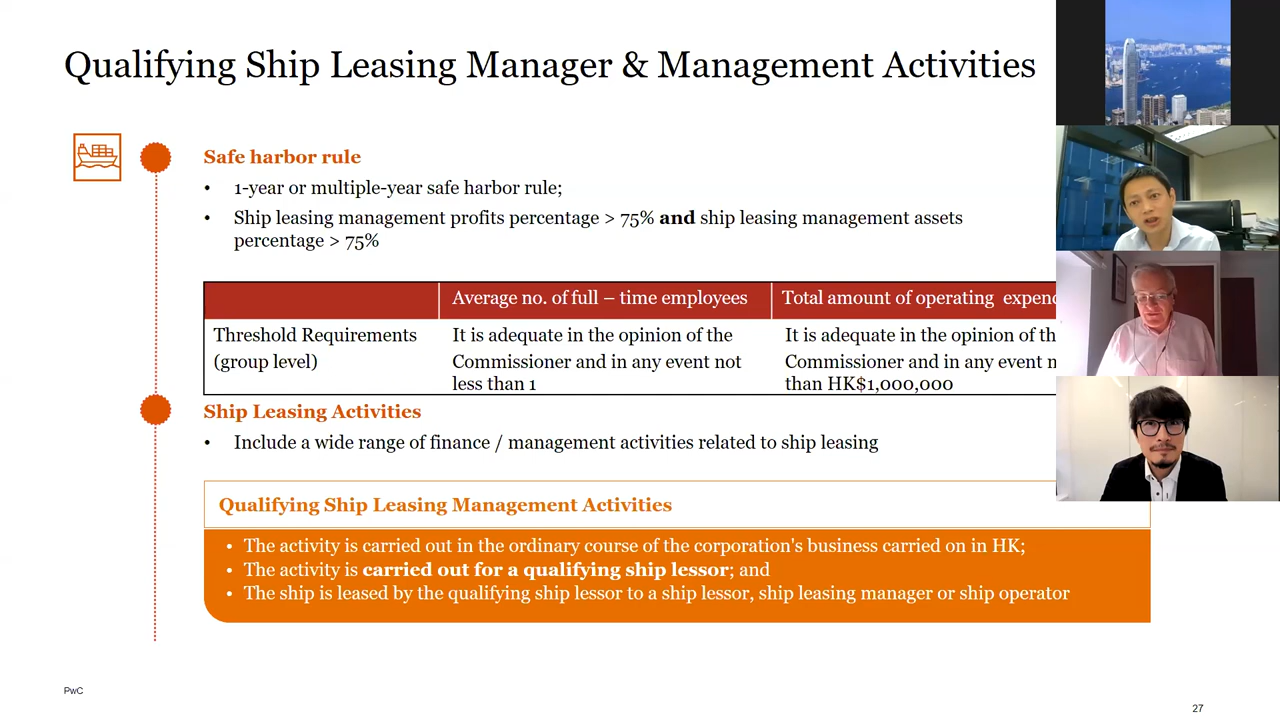 Qualifying Ship Leasing Manager & Management Activities
Safe harbor rule
• 1-year or multiple-year safe harbor rule;
• Ship leasing management profits percentage > 75% and ship leasing management assets
percentage > 75%
Average no. of full – time employees
Total amount of operating
Threshold Requirements
(group level)
It is adequate in the opinion of the
Commissioner and in any event not
less than 1
It is adequate in the opinion of
Commissioner and in any event
than HK$1,000,000
Ship Leasing Activities
• Include a wide range of finance / management activities related to ship leasing
Qualifying Ship Leasing Management Activities
• The activity is carried out in the ordinary course of the corporation's business carried on in HK;
• The activity is carried out for a qualifying ship lessor; and
• The ship is leased by the qualifying ship lessor to a ship lessor, ship leasing manager or ship operator
PwC
27